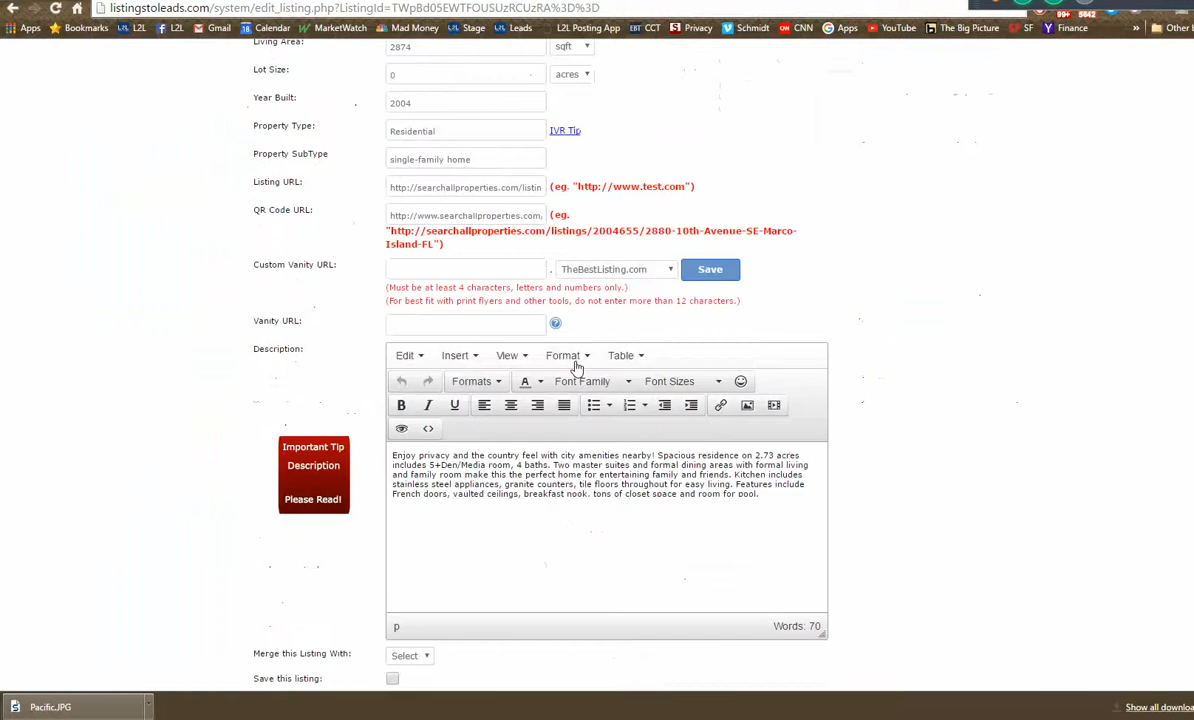 listingstoleads.com/system/edit_listing.php?ListingId=TWpBd05EWTFOUSUzRCUzRA%3D%3D
Apps Bookmarks L2L L2L Gmail Calendar MarketWatch Mad Money Stage Leads L2L Posting App EBT CCT Privacy Schmidt CNN Apps YouTube The Big Picture SF Finance » Other b
99+ 5642
Living Area: 2874 sqft
Lot Size: 0 acres
Year Built: 2004
Property Type: Residential IVR Tip
Property SubType single-family home
Listing URL: http://searchallproperties.com/listin (eg. "http://www.test.com")
QR Code URL: http://www.searchallproperties.com, (eg.
"http://searchallproperties.com/listings/2004655/2880-10th-Avenue-SE-Marco-
Island-FL")
Custom Vanity URL: . TheBestListing.com Save
(Must be at least 4 characters, letters and numbers only.)
(For best fit with print flyers and other tools, do not enter more than 12 characters.)
Vanity URL: ?
Description: Edit Insert View Format Table
Formats A Font Family Font Sizes
B I U
Enjoy privacy and the country feel with city amenities nearby! Spacious residence on 2.73 acres
includes 5+Den/Media room, 4 baths. Two master suites and formal dining areas with formal living
and family room make this the perfect home for entertaining family and friends. Kitchen includes
stainless steel appliances, granite counters, tile floors throughout for easy living. Features include
French doors, vaulted ceilings, breakfast nook, tons of closet space and room for pool.
Important Tip
Description
Please Read!
p Words: 70
Merge this Listing With: Select
Save this listing:
Pacific.JPG Show all downloa